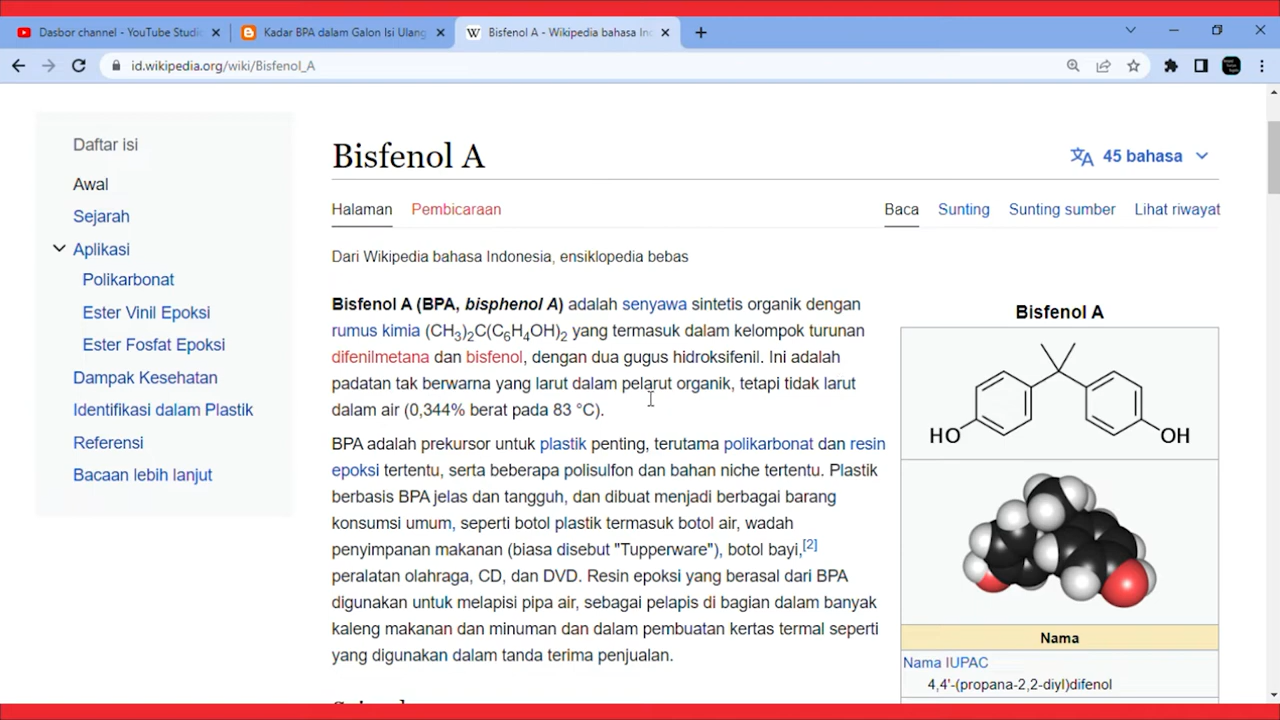 Dasbor channel - YouTube Studio
Kadar BPA dalam Galon Isi Ulang
Bisfenol A - Wikipedia bahasa In
id.wikipedia.org/wiki/Bisfenol_A
Daftar isi
Awal
Sejarah
Aplikasi
Polikarbonat
Ester Vinil Epoksi
Ester Fosfat Epoksi
Dampak Kesehatan
Identifikasi dalam Plastik
Referensi
Bacaan lebih lanjut
Bisfenol A
45 bahasa
Halaman Pembicaraan Baca Sunting Sunting sumber Lihat riwayat
Dari Wikipedia bahasa Indonesia, ensiklopedia bebas
Bisfenol A (BPA, bisphenol A) adalah senyawa sintetis organik dengan
rumus kimia (CH₃)₂C(C₆H₄OH)₂ yang termasuk dalam kelompok turunan
difenilmetana dan bisfenol, dengan dua gugus hidroksifenil. Ini adalah
padatan tak berwarna yang larut dalam pelarut organik, tetapi tidak larut
dalam air (0,344% berat pada 83 °C).
BPA adalah prekursor untuk plastik penting, terutama polikarbonat dan resin
epoksi tertentu, serta beberapa polisulfon dan bahan niche tertentu. Plastik
berbasis BPA jelas dan tangguh, dan dibuat menjadi berbagai barang
konsumsi umum, seperti botol plastik termasuk botol air, wadah
penyimpanan makanan (biasa disebut "Tupperware"), botol bayi,[2]
peralatan olahraga, CD, dan DVD. Resin epoksi yang berasal dari BPA
digunakan untuk melapisi pipa air, sebagai pelapis di bagian dalam banyak
kaleng makanan dan minuman dan dalam pembuatan kertas termal seperti
yang digunakan dalam tanda terima penjualan.
Bisfenol A
HO OH
Nama
Nama IUPAC
4,4'-(propana-2,2-diyl)difenol